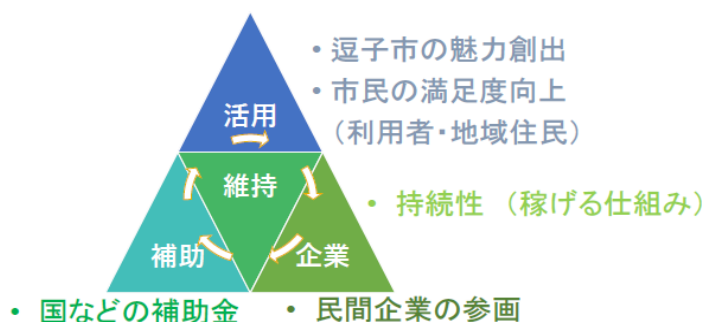 ・逗子市の魅力創出
・市民の満足度向上
（利用者・地域住民）
活用
維持
・持続性（稼げる仕組み）
補助
企業
・国などの補助金
・民間企業の参画